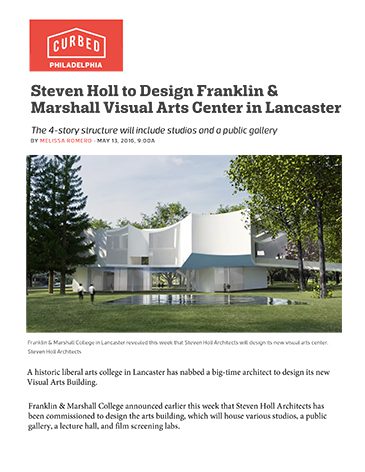 CURBED
PHILADELPHIA
Steven Holl to Design Franklin &
Marshall Visual Arts Center in Lancaster
The 4-story structure will include studios and a public gallery
BY MELISSA ROMERO · MAY 13, 2016, 9:00A
Franklin & Marshall College in Lancaster revealed this week that Steven Holl Architects will design its new visual arts center.
Steven Holl Architects
A historic liberal arts college in Lancaster has nabbed a big-time architect to design its new
Visual Arts Building.
Franklin & Marshall College announced earlier this week that Steven Holl Architects has
been commissioned to design the arts building, which will house various studios, a public
gallery, a lecture hall, and film screening labs.